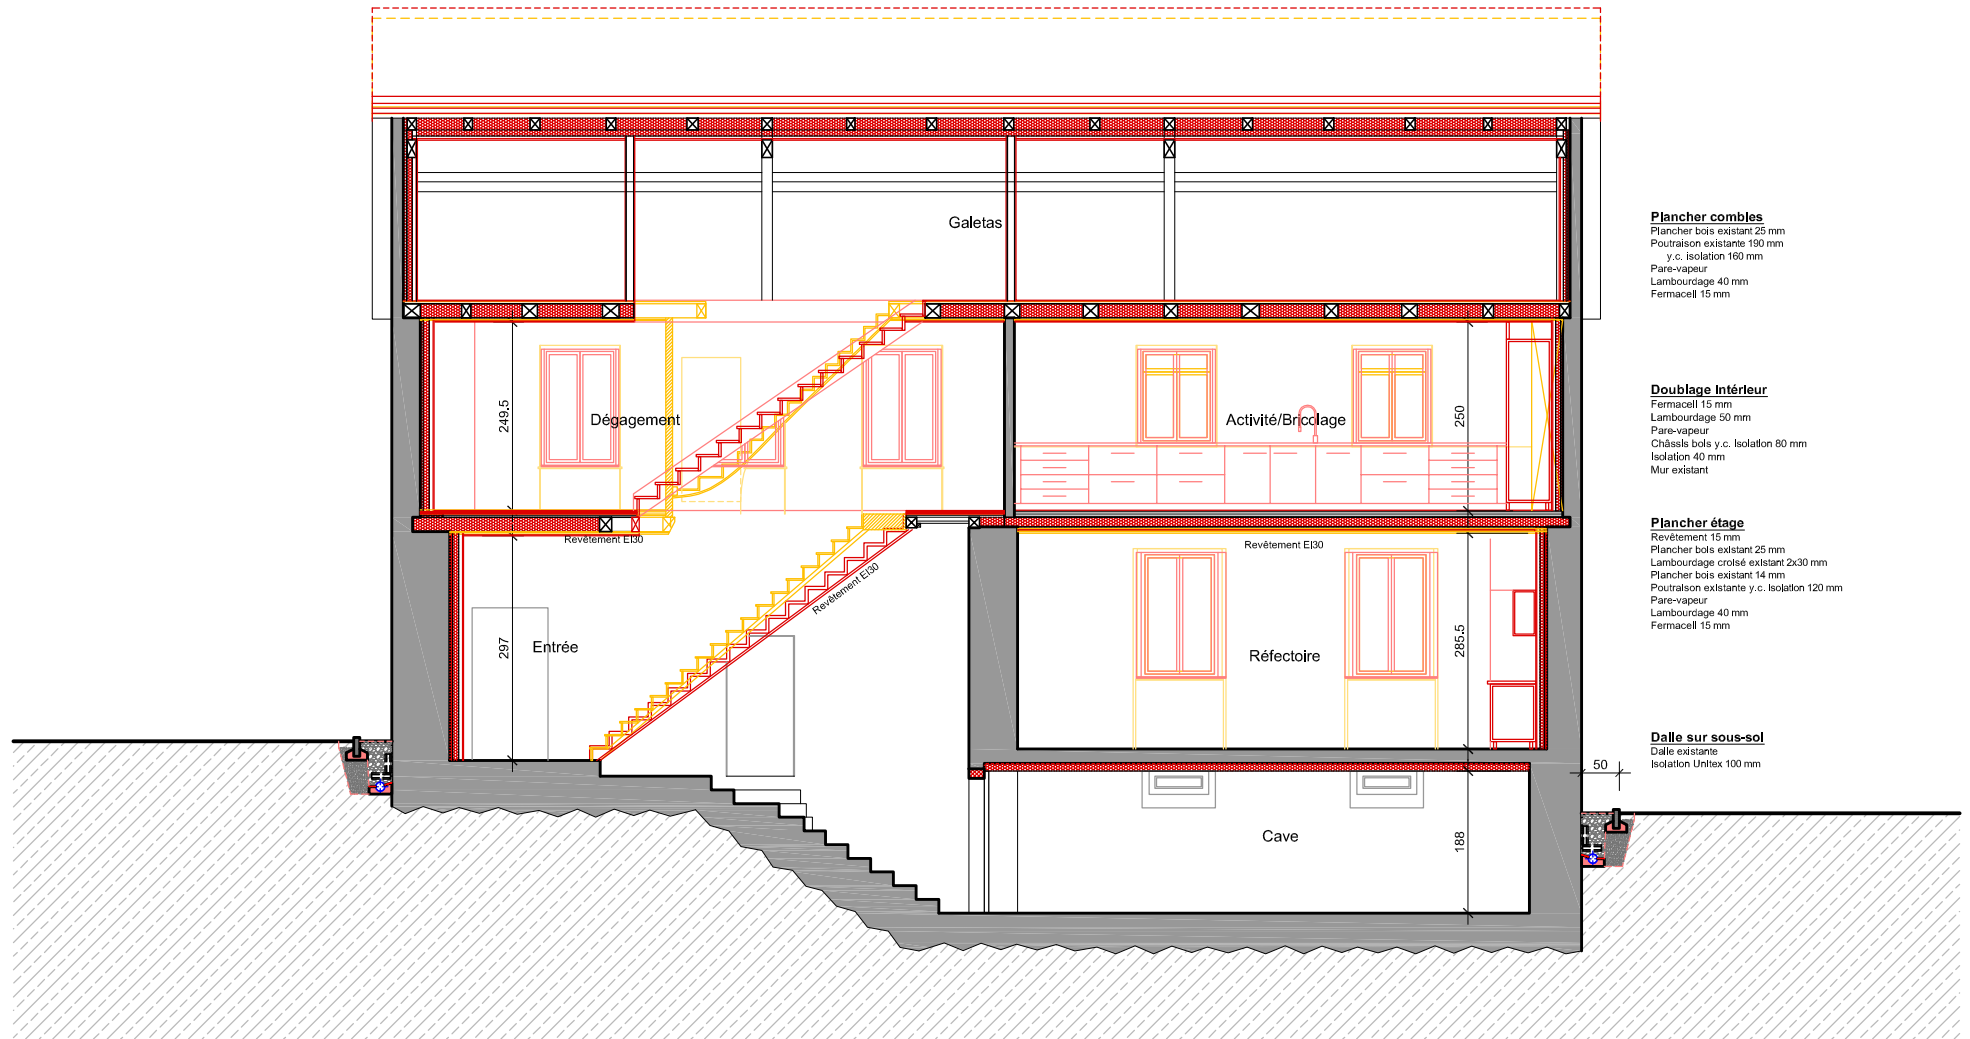 Galetas
Plancher combles
Plancher bois existant 25 mm
Poutraison existante 190 mm
y.c. isolation 160 mm
Pare-vapeur
Lambourdage 40 mm
Fermacell 15 mm
249.5
Dégagement
Activité/Bricolage
250
Doublage intérieur
Fermacell 15 mm
Lambourdage 50 mm
Pare-vapeur
Châssis bois y.c. isolation 80 mm
Isolation 40 mm
Mur existant
Revêtement EI30
Revêtement EI30
Revêtement EI30
Plancher étage
Revêtement 15 mm
Plancher bois existant 25 mm
Lambourdage croisé existant 2x30 mm
Plancher bois existant 14 mm
Poutraison existante y.c. isolation 120 mm
Pare-vapeur
Lambourdage 40 mm
Fermacell 15 mm
297
Entrée
Réfectoire
285.5
Dalle sur sous-sol
Dalle existante
Isolation Unitex 100 mm
50
Cave
188